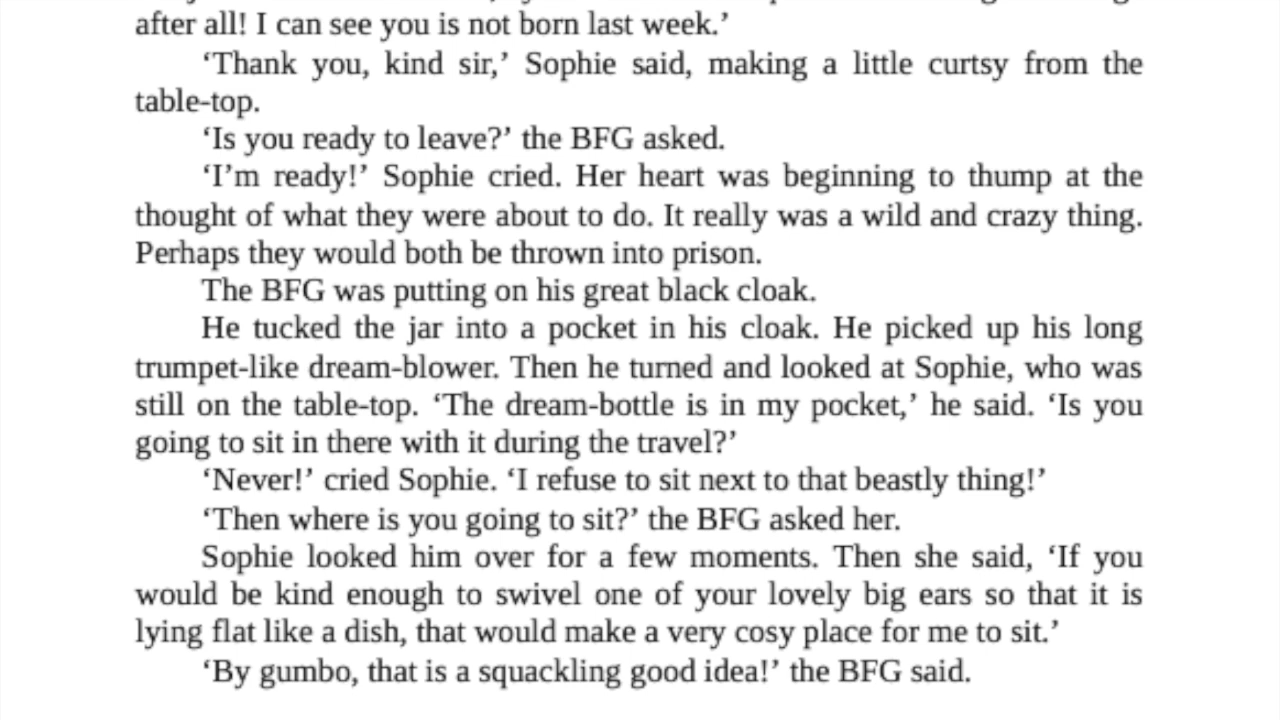 after all! I can see you is not born last week.’
‘Thank you, kind sir,’ Sophie said, making a little curtsy from the
table-top.
‘Is you ready to leave?’ the BFG asked.
‘I’m ready!’ Sophie cried. Her heart was beginning to thump at the
thought of what they were about to do. It really was a wild and crazy thing.
Perhaps they would both be thrown into prison.
The BFG was putting on his great black cloak.
He tucked the jar into a pocket in his cloak. He picked up his long
trumpet-like dream-blower. Then he turned and looked at Sophie, who was
still on the table-top. ‘The dream-bottle is in my pocket,’ he said. ‘Is you
going to sit in there with it during the travel?’
‘Never!’ cried Sophie. ‘I refuse to sit next to that beastly thing!’
‘Then where is you going to sit?’ the BFG asked her.
Sophie looked him over for a few moments. Then she said, ‘If you
would be kind enough to swivel one of your lovely big ears so that it is
lying flat like a dish, that would make a very cosy place for me to sit.’
‘By gumbo, that is a squackling good idea!’ the BFG said.